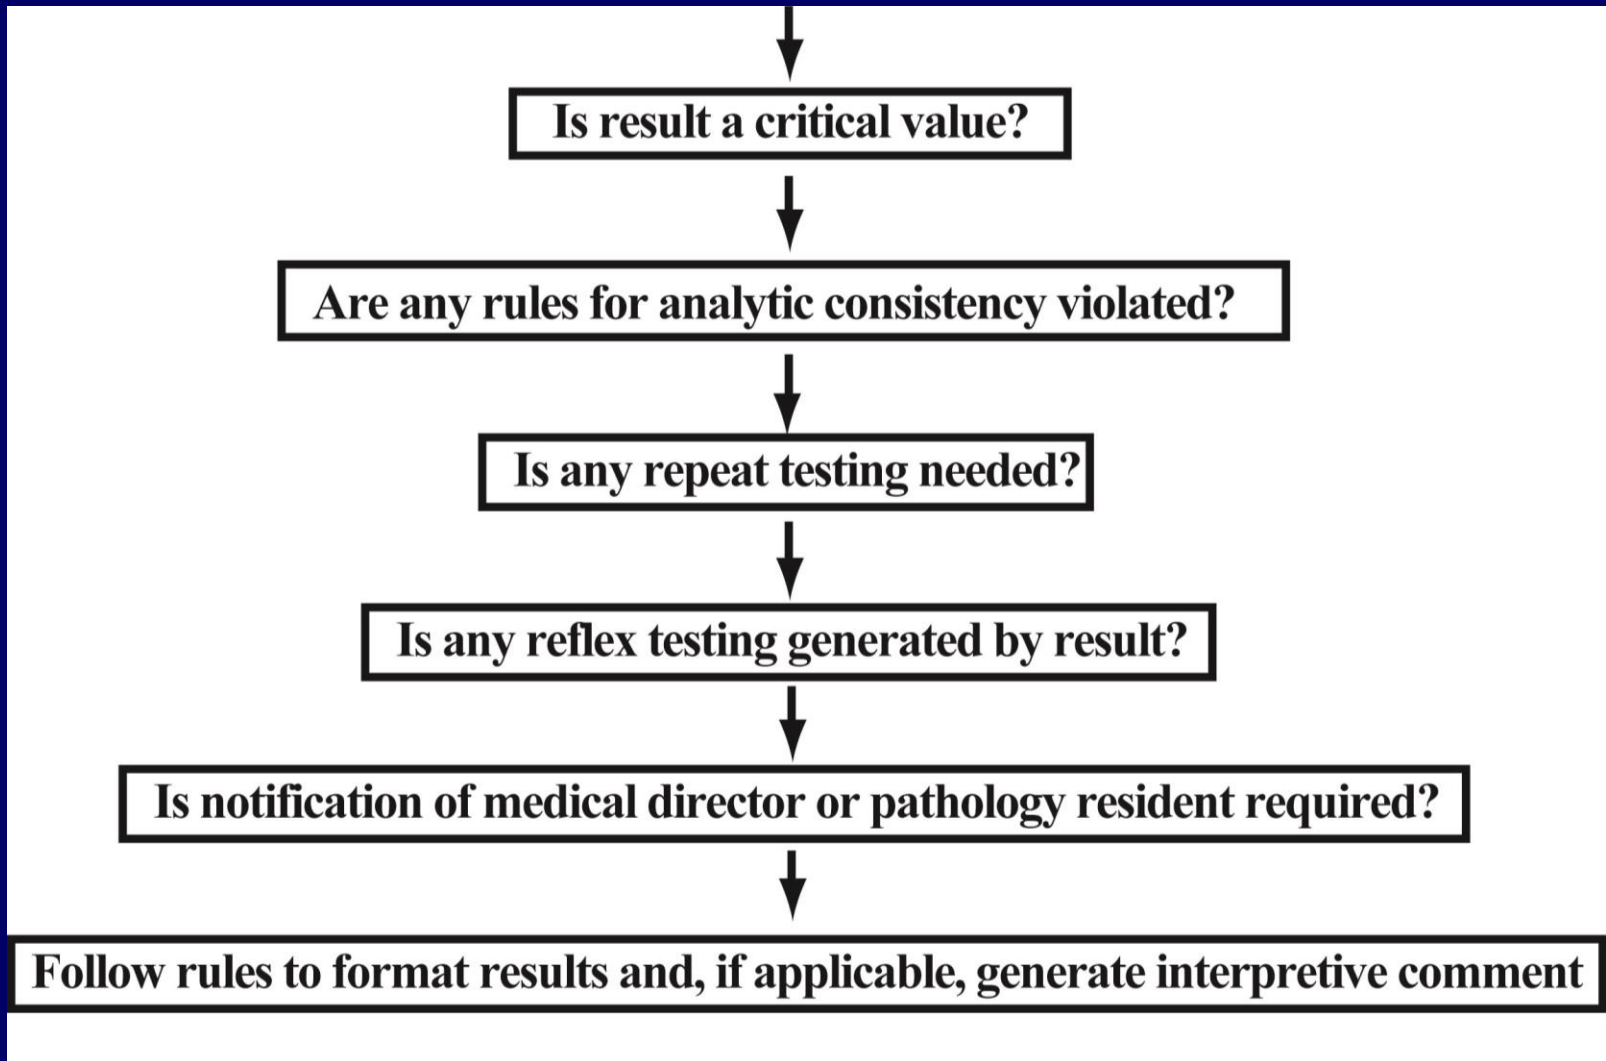 Is result a critical value?
Are any rules for analytic consistency violated?
Is any repeat testing needed?
Is any reflex testing generated by result?
Is notification of medical director or pathology resident required?
Follow rules to format results and, if applicable, generate interpretive comment